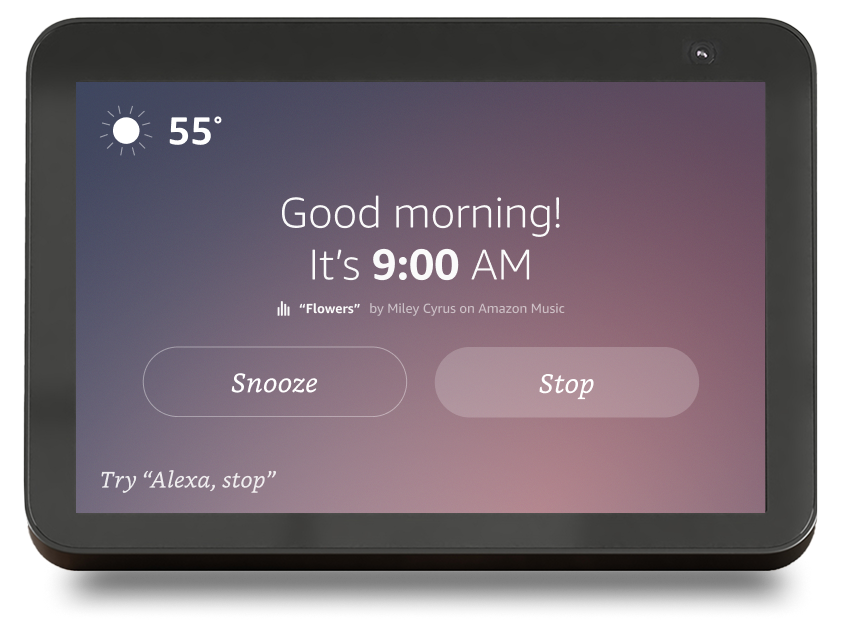 55°
Good morning!
It’s 9:00 AM
“Flowers” by Miley Cyrus on Amazon Music
Snooze
Stop
Try “Alexa, stop”